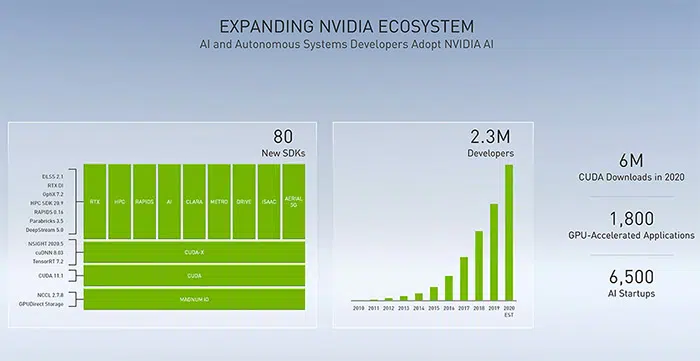 EXPANDING NVIDIA ECOSYSTEM
AI and Autonomous Systems Developers Adopt NVIDIA AI
80
New SDKs
DLSS 2.1
RTX DI
OptiX 7.2
HPC SDK 20.9
RAPIDS 0.16
Parabricks 3.5
DeepStream 5.0
RTX
HPC
RAPIDS
AI
CLARA
METRO
DRIVE
ISAAC
AERIAL
5G
NSIGHT 2020.5
cuDNN 8.03
TensorRT 7.2
CUDA-X
CUDA 11.1
CUDA
NCCL 2.7.8
GPUDirect Storage
MAGNUM IO
2.3M
Developers
2010 2011 2012 2013 2014 2015 2016 2017 2018 2019 2020
EST
6M
CUDA Downloads in 2020
1,800
GPU-Accelerated Applications
6,500
AI Startups